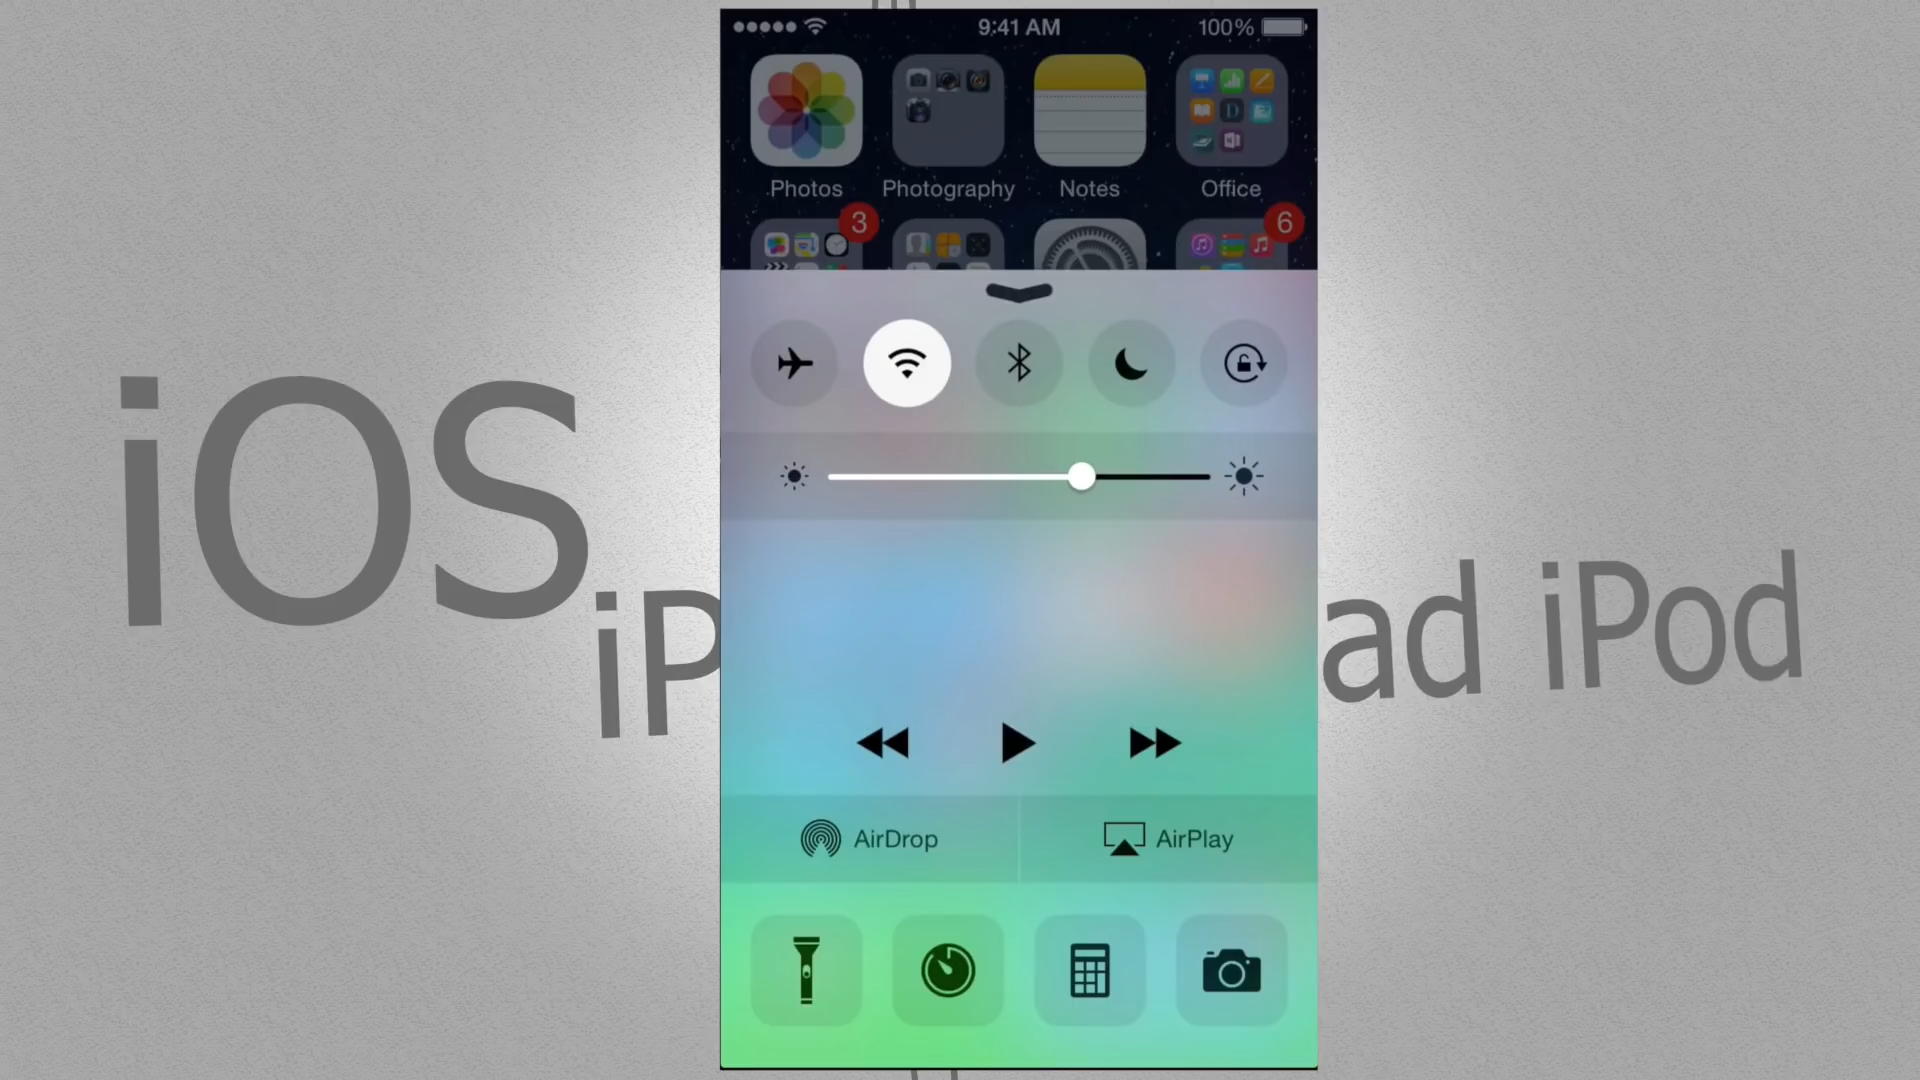 9:41 AM 100%
Photos Photography Notes Office
3 6
iOS
iP ad iPod
AirDrop AirPlay